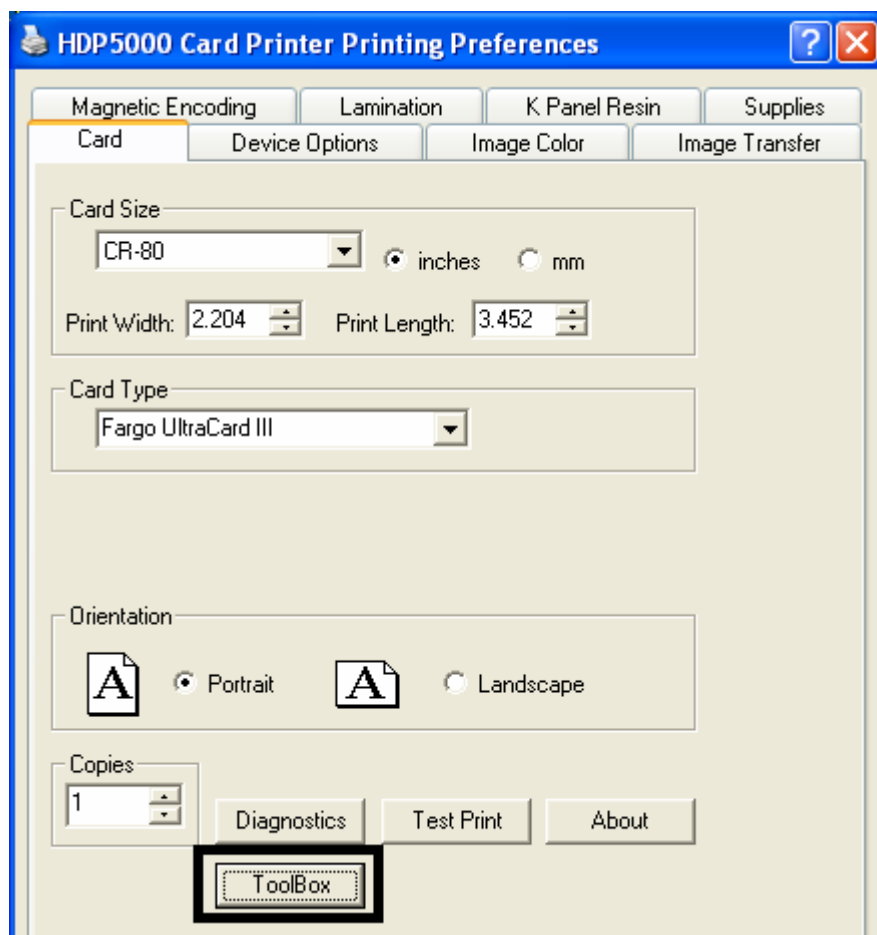 HDP5000 Card Printer Printing Preferences
Magnetic Encoding Lamination K Panel Resin Supplies
Card Device Options Image Color Image Transfer
Card Size
CR-80 inches mm
Print Width: 2.204 Print Length: 3.452
Card Type
Fargo UltraCard III
Orientation
A Portrait A Landscape
Copies
1 Diagnostics Test Print About
ToolBox